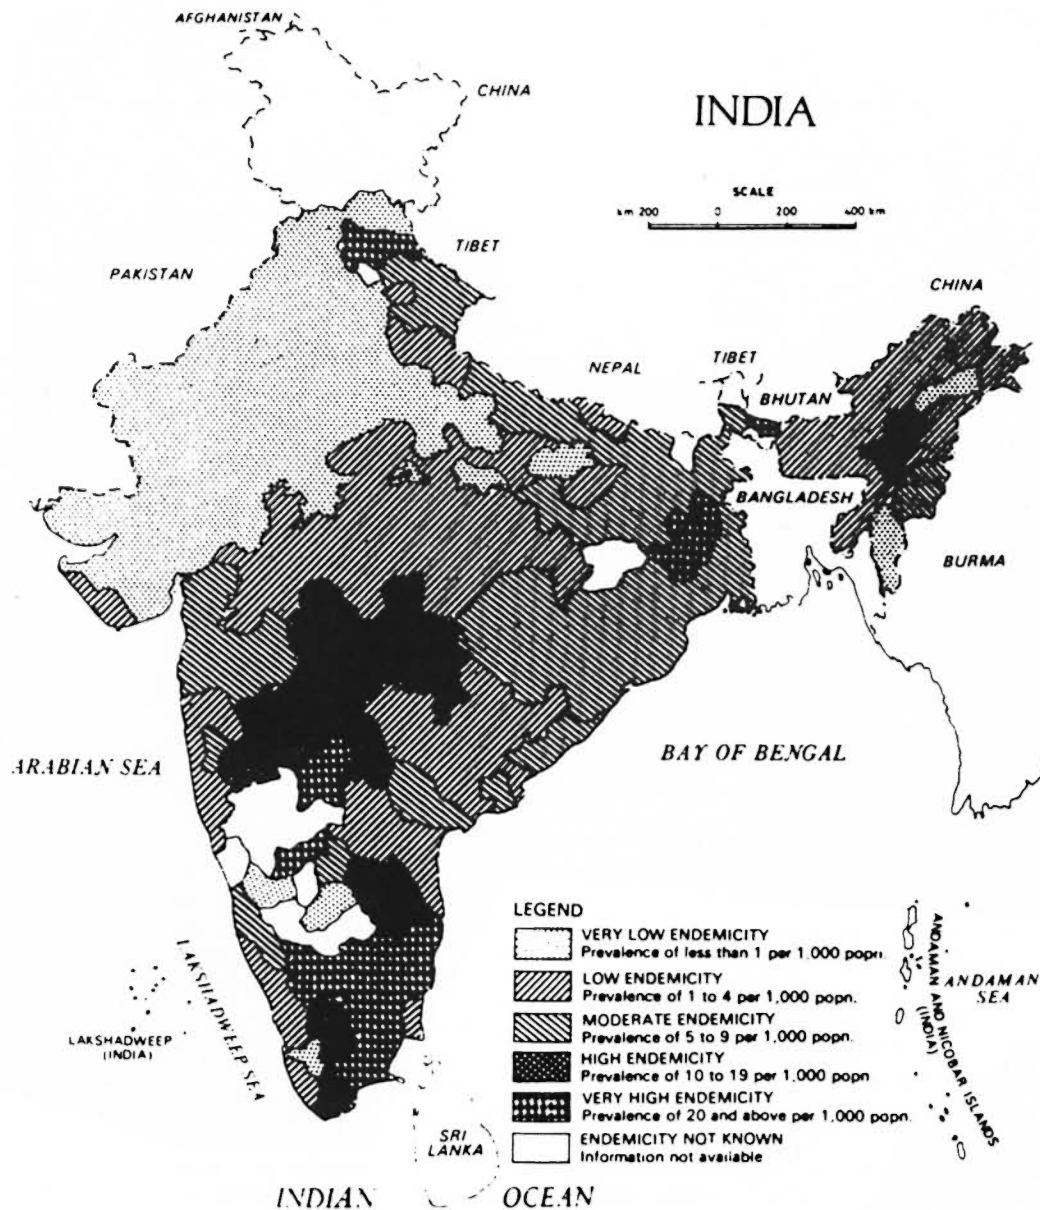 AFGHANISTAN
CHINA
INDIA
SCALE
km 200 0 200 400 km
TIBET
PAKISTAN
CHINA
NEPAL
TIBET
BHUTAN
BANGLADESH
BURMA
ARABIAN SEA
BAY OF BENGAL
LEGEND
VERY LOW ENDEMICITY
Prevalence of less than 1 per 1,000 popn.
LOW ENDEMICITY
Prevalence of 1 to 4 per 1,000 popn.
MODERATE ENDEMICITY
Prevalence of 5 to 9 per 1,000 popn.
HIGH ENDEMICITY
Prevalence of 10 to 19 per 1,000 popn
VERY HIGH ENDEMICITY
Prevalence of 20 and above per 1,000 popn.
ENDEMICITY NOT KNOWN
Information not available
ANDAMAN AND NICOBAR ISLANDS
(INDIA)
ANDAMAN
SEA
LAKSHADWEEP SEA
LAKSHADWEEP
(INDIA)
SRI
LANKA
INDIAN OCEAN